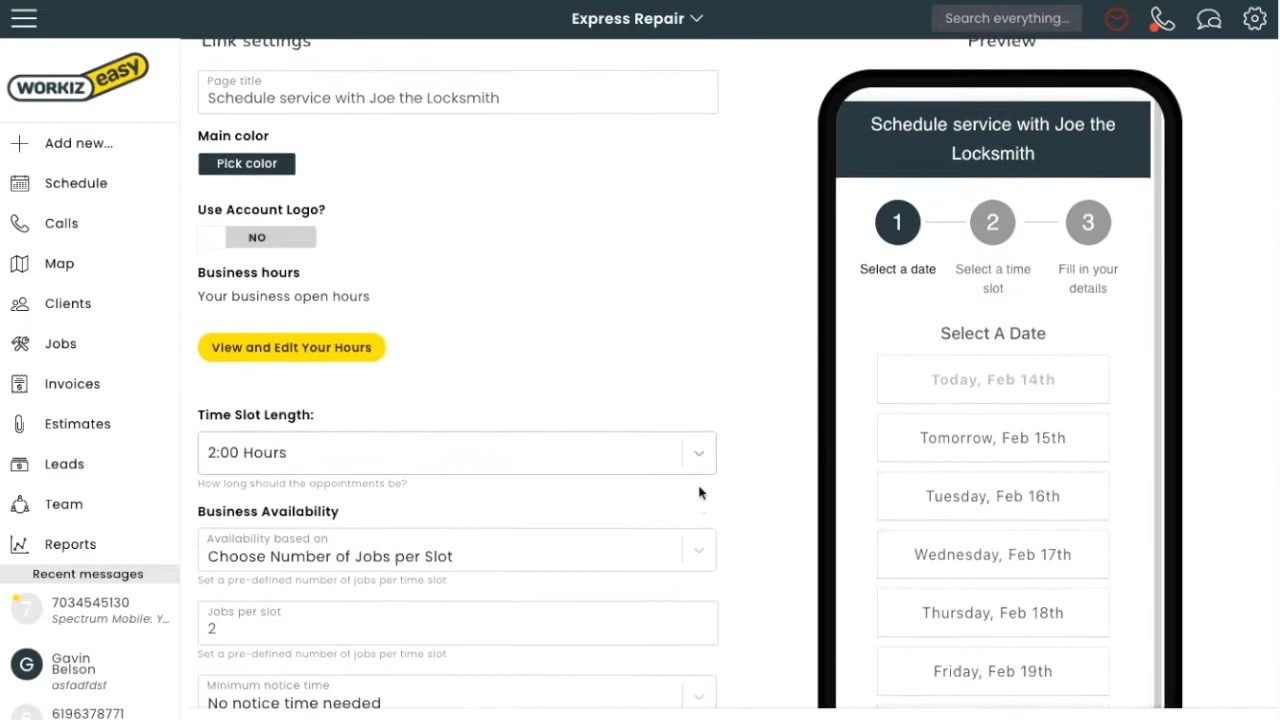 Express Repair
Search everything...
WORKIZ easy
Add new...
Schedule
Calls
Map
Clients
Jobs
Invoices
Estimates
Leads
Team
Reports
Recent messages
7
7034545130
Spectrum Mobile: Y...
G
Gavin
Belson
asfadfdsf
6196378771
Link settings
Page title
Schedule service with Joe the Locksmith
Main color
Pick color
Use Account Logo?
NO
Business hours
Your business open hours
View and Edit Your Hours
Time Slot Length:
2:00 Hours
How long should the appointments be?
Business Availability
Availability based on
Choose Number of Jobs per Slot
Set a pre-defined number of jobs per time slot
Jobs per slot
2
Set a pre-defined number of jobs per time slot
Minimum notice time
No notice time needed
Preview
Schedule service with Joe the
Locksmith
1 2 3
Select a date
Select a time
slot
Fill in your
details
Select A Date
Today, Feb 14th
Tomorrow, Feb 15th
Tuesday, Feb 16th
Wednesday, Feb 17th
Thursday, Feb 18th
Friday, Feb 19th